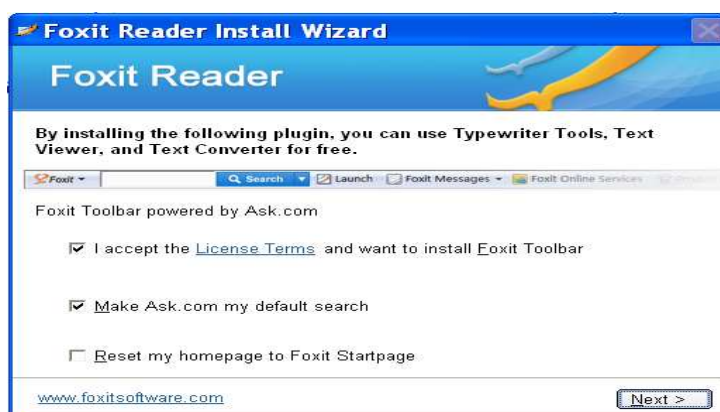 Foxit Reader Install Wizard
Foxit Reader
By installing the following plugin, you can use Typewriter Tools, Text
Viewer, and Text Converter for free.
Foxit Search Launch Foxit Messages Foxit Online Services
Foxit Toolbar powered by Ask.com
I accept the License Terms and want to install Foxit Toolbar
Make Ask.com my default search
Reset my homepage to Foxit Startpage
www.foxitsoftware.com Next >